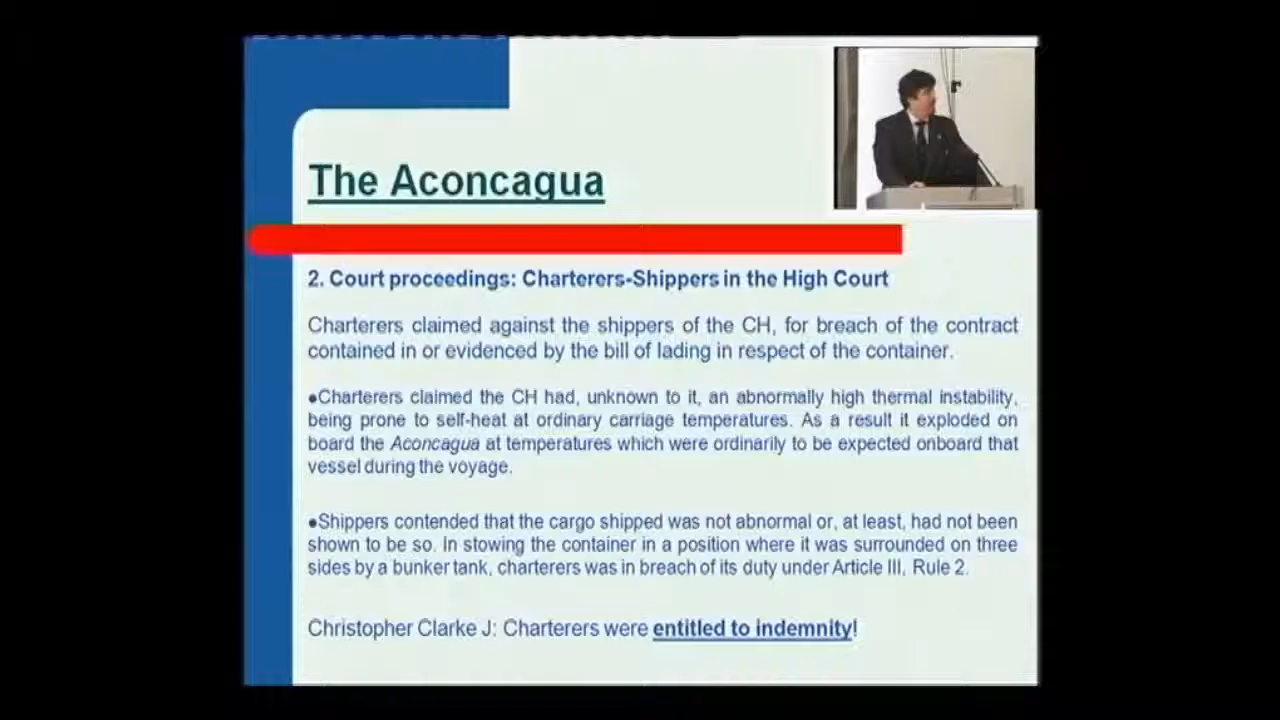 The Aconcagua
2. Court proceedings: Charterers-Shippers in the High Court
Charterers claimed against the shippers of the CH, for breach of the contract
contained in or evidenced by the bill of lading in respect of the container.
●Charterers claimed the CH had, unknown to it, an abnormally high thermal instability,
being prone to self-heat at ordinary carriage temperatures. As a result it exploded on
board the Aconcagua at temperatures which were ordinarily to be expected onboard that
vessel during the voyage.
●Shippers contended that the cargo shipped was not abnormal or, at least, had not been
shown to be so. In stowing the container in a position where it was surrounded on three
sides by a bunker tank, charterers was in breach of its duty under Article III, Rule 2.
Christopher Clarke J: Charterers were entitled to indemnity!